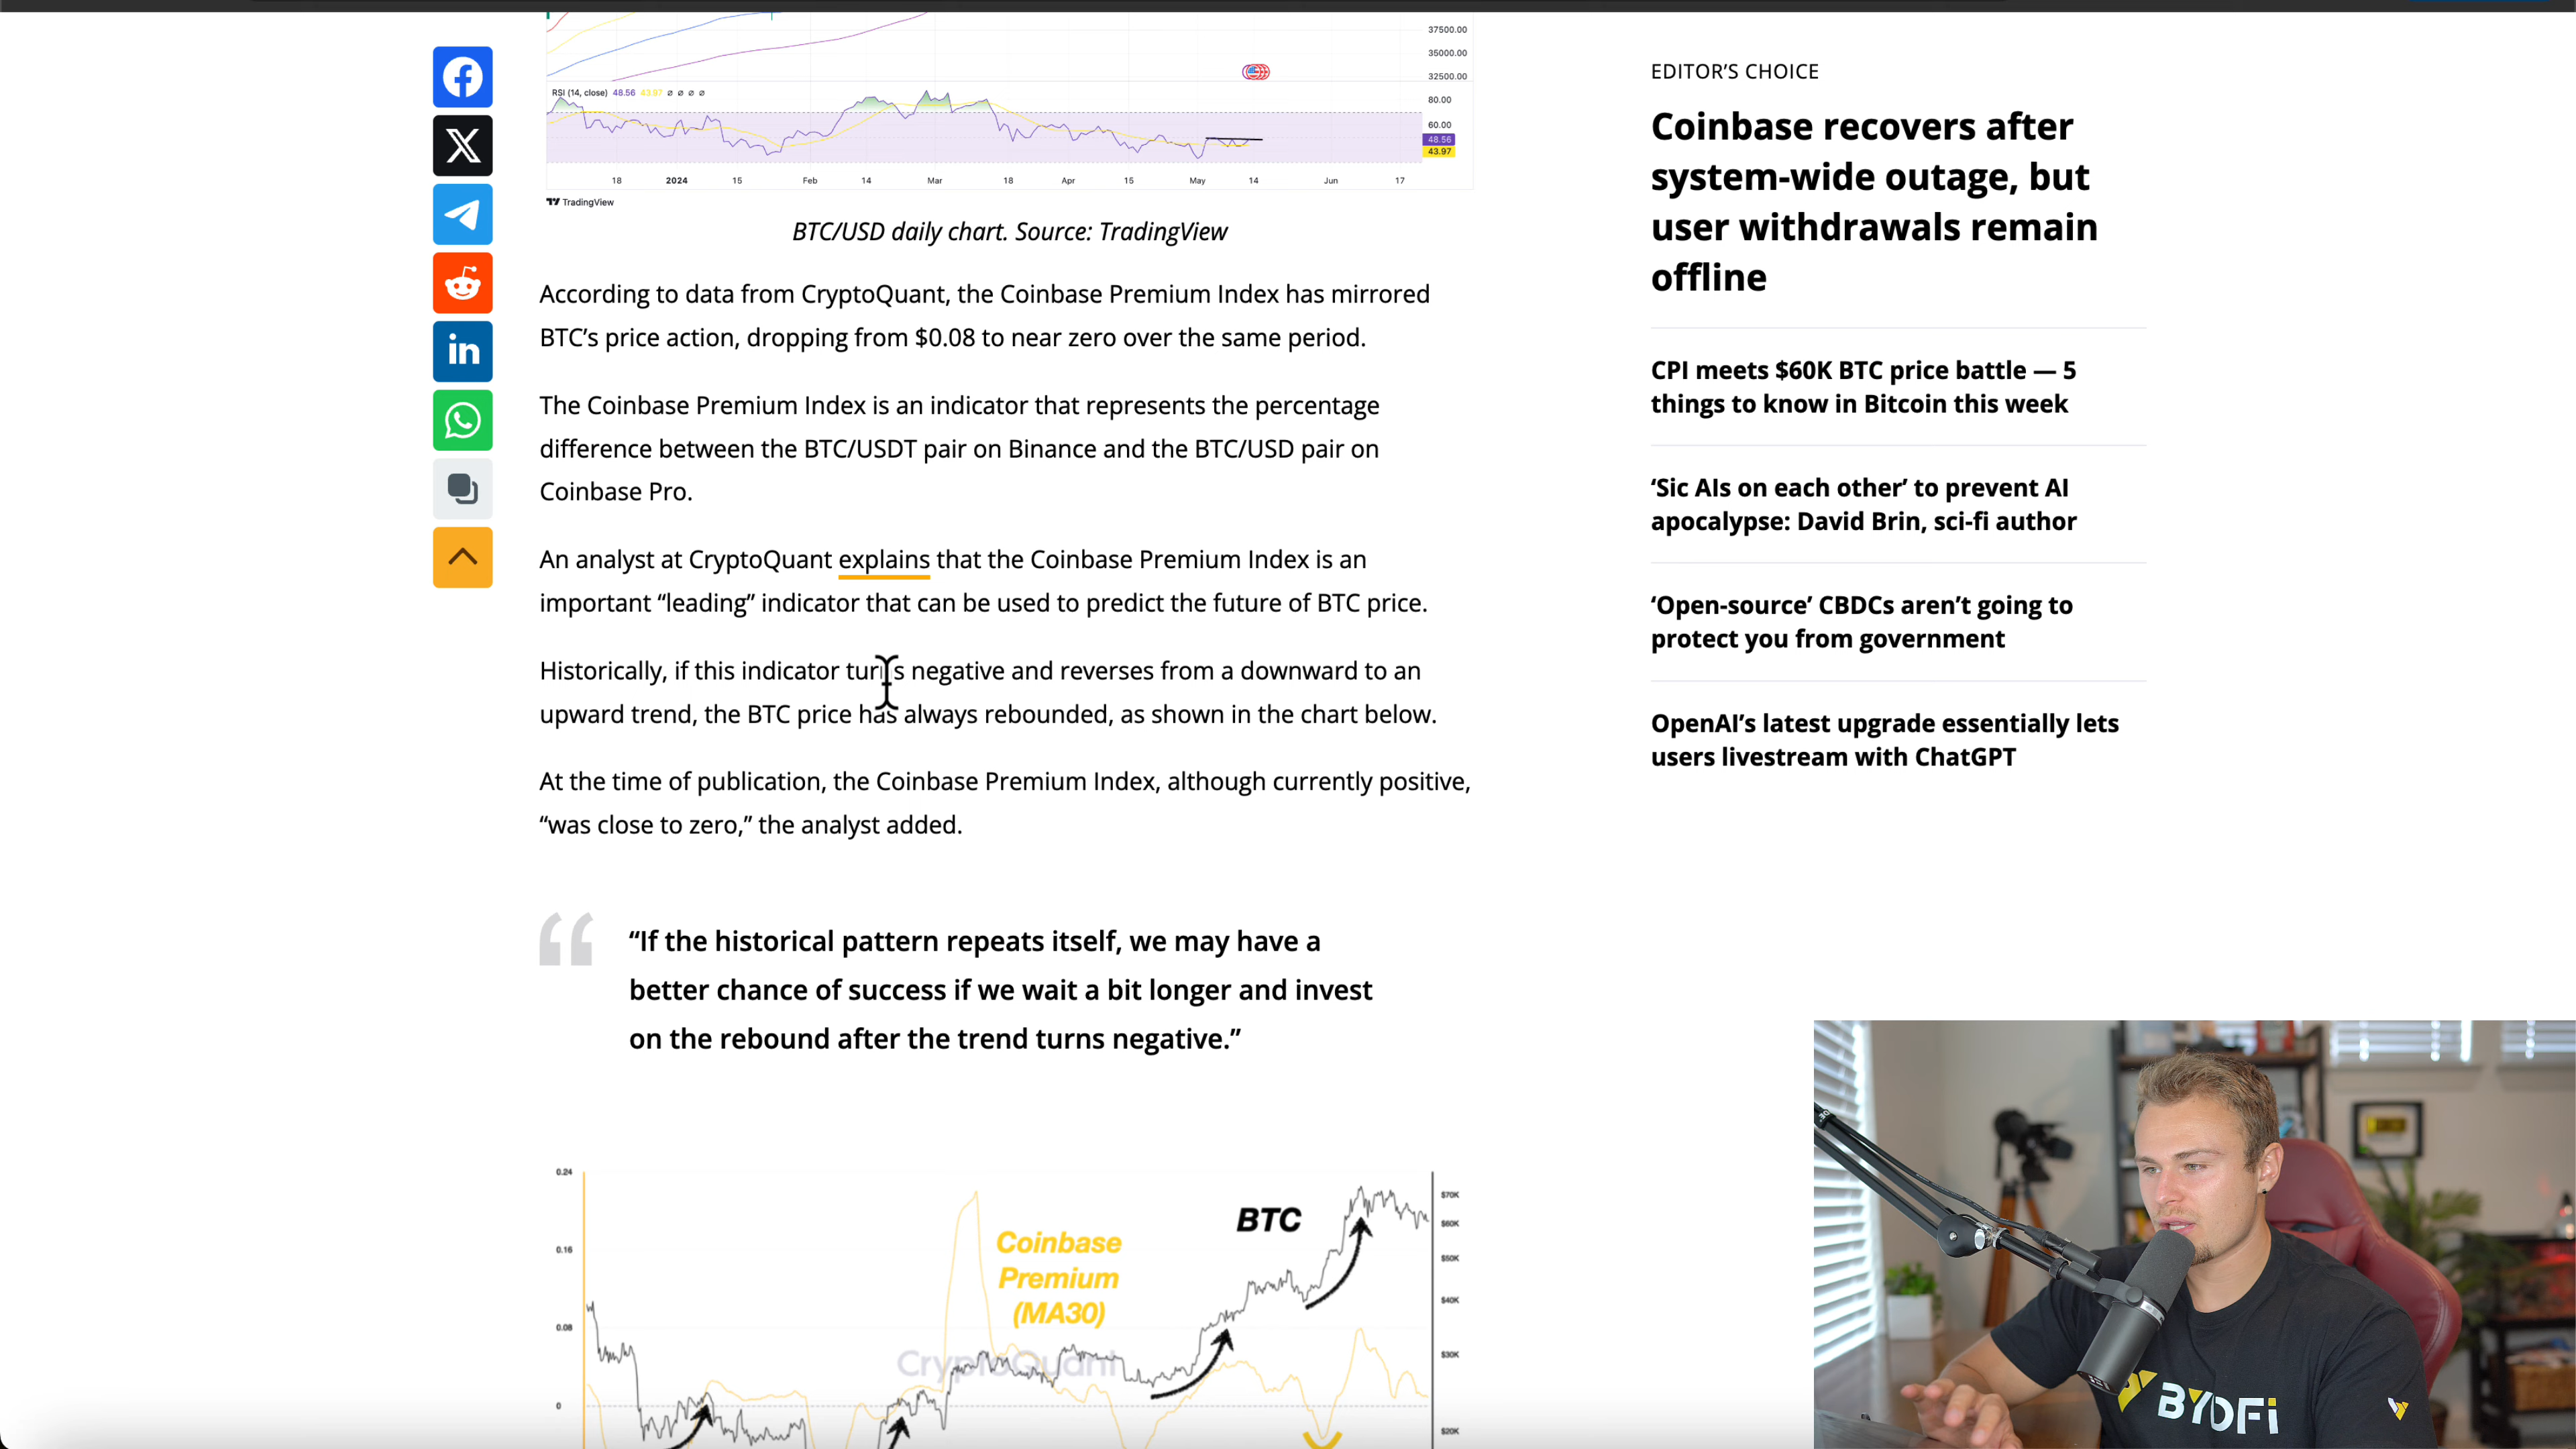 37500.00
35000.00
32500.00
RSI (14, close) 48.56 43.97 ø ø ø ø
80.00
60.00
48.56
43.97
18 2024 15 Feb 14 Mar 18 Apr 15 May 14 Jun 17
TradingView
BTC/USD daily chart. Source: TradingView
According to data from CryptoQuant, the Coinbase Premium Index has mirrored
BTC’s price action, dropping from $0.08 to near zero over the same period.
The Coinbase Premium Index is an indicator that represents the percentage
difference between the BTC/USDT pair on Binance and the BTC/USD pair on
Coinbase Pro.
An analyst at CryptoQuant explains that the Coinbase Premium Index is an
important “leading” indicator that can be used to predict the future of BTC price.
Historically, if this indicator turns negative and reverses from a downward to an
upward trend, the BTC price has always rebounded, as shown in the chart below.
At the time of publication, the Coinbase Premium Index, although currently positive,
“was close to zero,” the analyst added.
“If the historical pattern repeats itself, we may have a
better chance of success if we wait a bit longer and invest
on the rebound after the trend turns negative.”
0.24
0.16
0.08
0
Coinbase
Premium
(MA30)
BTC
CryptoQuant
$70K
$60K
$50K
$40K
$30K
$20K
EDITOR’S CHOICE
Coinbase recovers after
system-wide outage, but
user withdrawals remain
offline
CPI meets $60K BTC price battle — 5
things to know in Bitcoin this week
‘Sic AIs on each other’ to prevent AI
apocalypse: David Brin, sci-fi author
‘Open-source’ CBDCs aren’t going to
protect you from government
OpenAI’s latest upgrade essentially lets
users livestream with ChatGPT
BYDFi